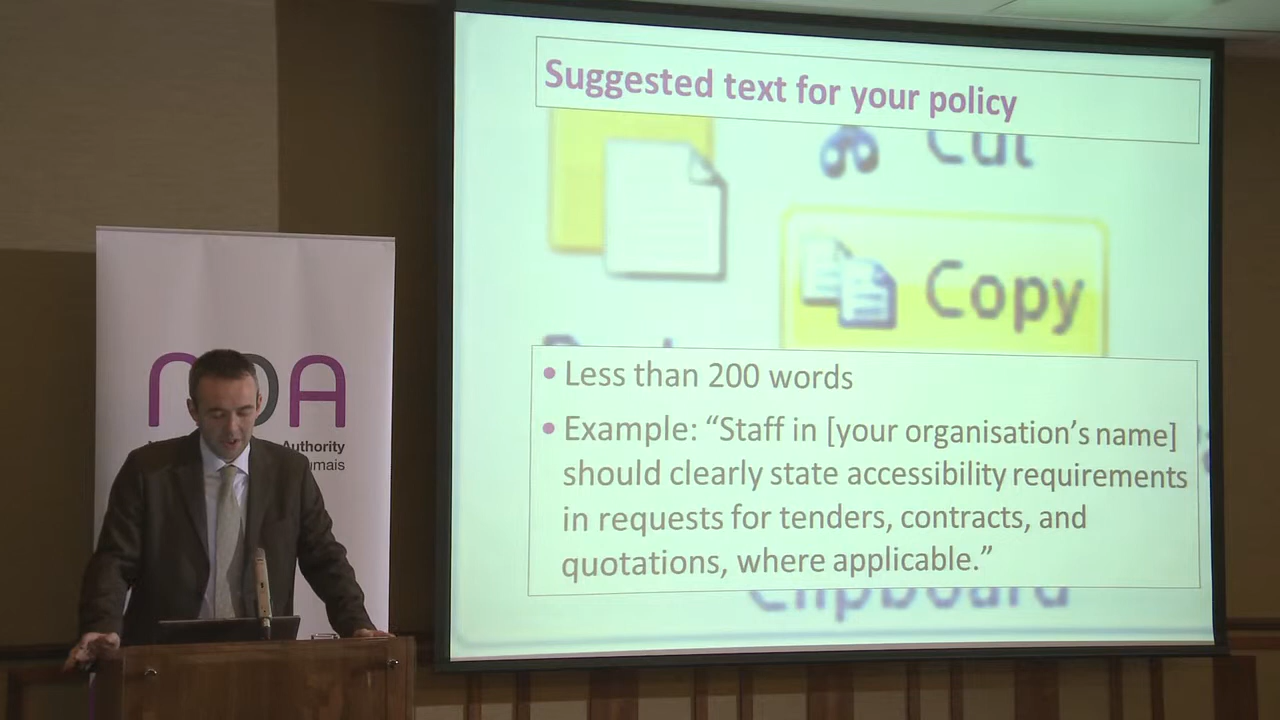 Suggested text for your policy
Cut
Copy
• Less than 200 words
• Example: “Staff in [your organisation’s name]
should clearly state accessibility requirements
in requests for tenders, contracts, and
quotations, where applicable.”
Clipboard
NDA
Authority